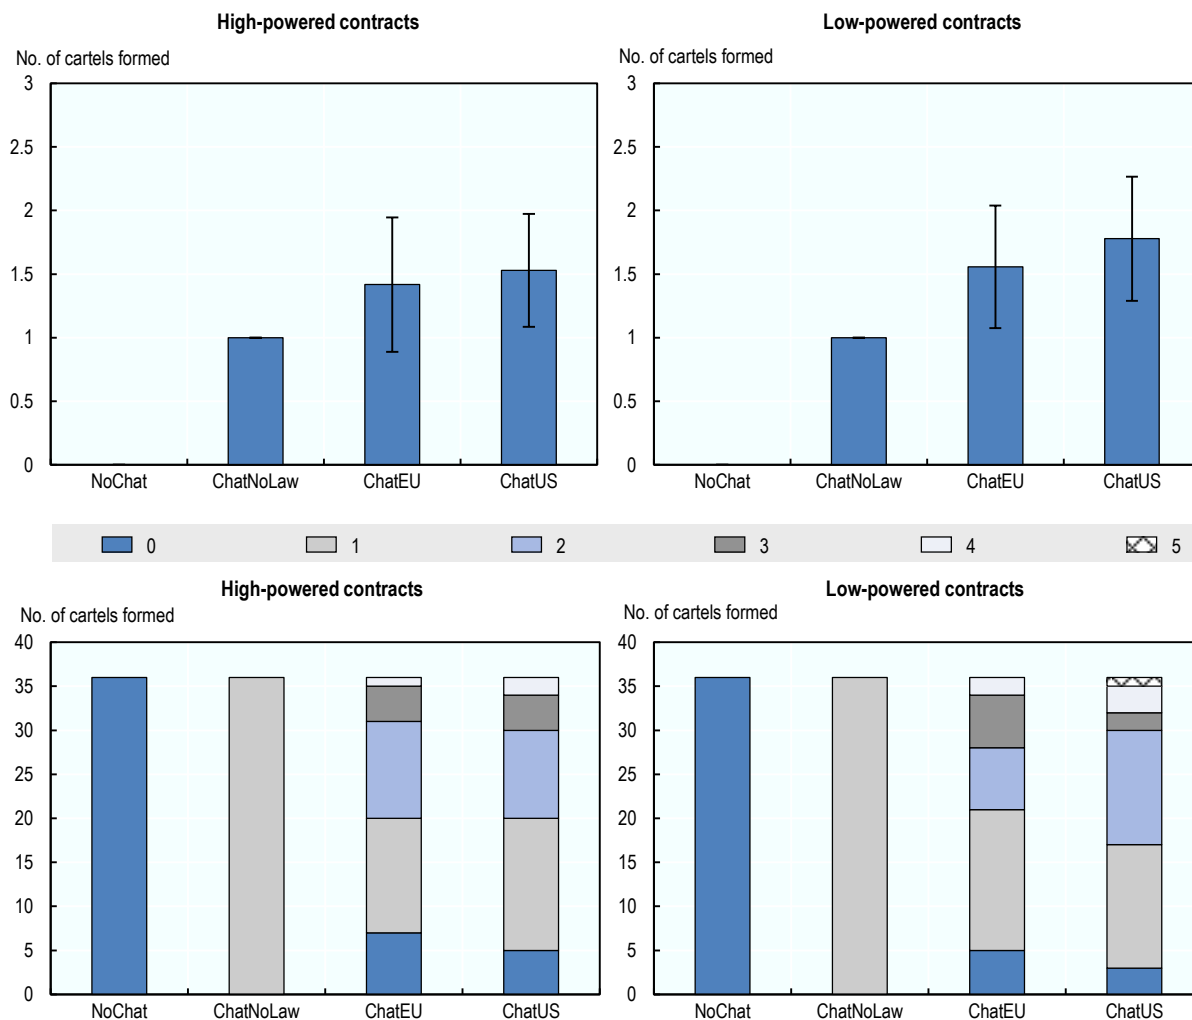 High-powered contracts
No. of cartels formed
3
2.5
2
1.5
1
0.5
0
NoChat ChatNoLaw ChatEU ChatUS
Low-powered contracts
No. of cartels formed
3
2.5
2
1.5
1
0.5
0
NoChat ChatNoLaw ChatEU ChatUS
0 1 2 3 4 5
High-powered contracts
No. of cartels formed
40
35
30
25
20
15
10
5
0
NoChat ChatNoLaw ChatEU ChatUS
Low-powered contracts
No. of cartels formed
40
35
30
25
20
15
10
5
0
NoChat ChatNoLaw ChatEU ChatUS